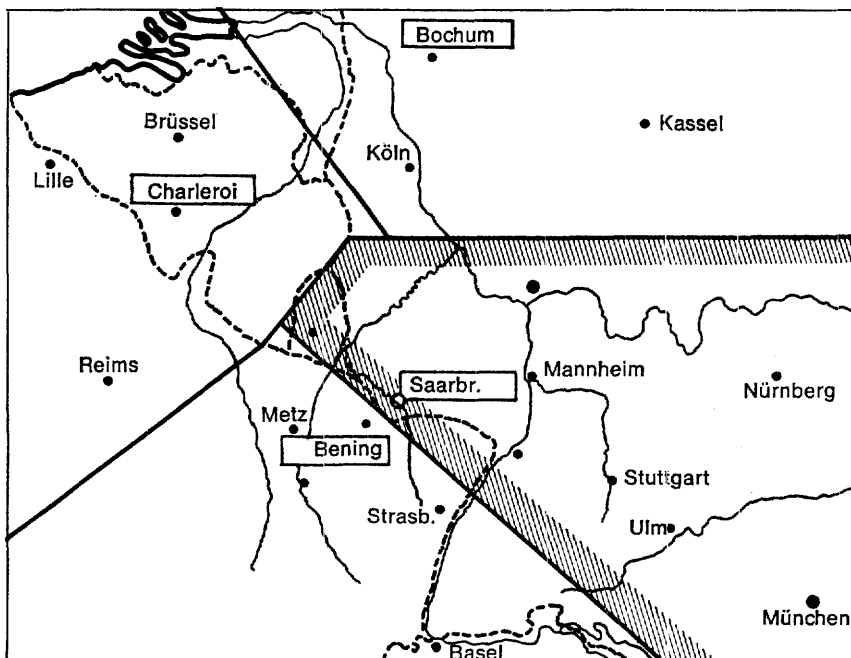 Bochum
Brüssel
Kassel
Köln
Lille
Charleroi
Reims
Mannheim
Saarbr.
Nürnberg
Metz
Bening
Stuttgart
Strasb.
Ulm
München
Basel